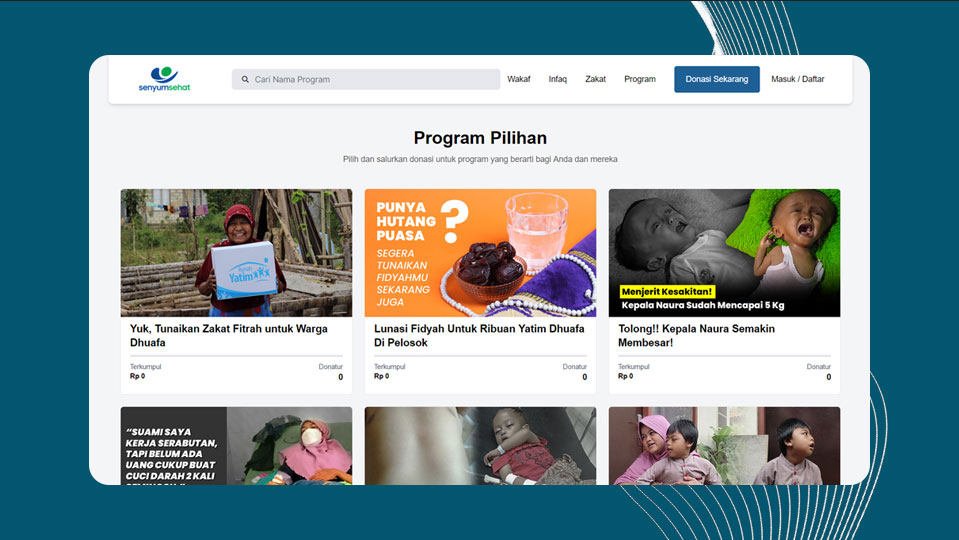 senyumsehat
Cari Nama Program
Wakaf
Infaq
Zakat
Program
Donasi Sekarang
Masuk / Daftar
Program Pilihan
Pilih dan salurkan donasi untuk program yang berarti bagi Anda dan mereka
Yatim
Yuk, Tunaikan Zakat Fitrah untuk Warga
Dhuafa
Terkumpul
Donatur
Rp 0
0
PUNYA
HUTANG
PUASA
?
SEGERA
TUNAIKAN
FIDYAHMU
SEKARANG
JUGA
Lunasi Fidyah Untuk Ribuan Yatim Dhuafa
Di Pelosok
Terkumpul
Donatur
Rp 0
0
Menjerit Kesakitan!
Kepala Naura Sudah Mencapai 5 Kg
Tolong!! Kepala Naura Semakin
Membesar!
Terkumpul
Donatur
Rp 0
0
“SUAMI SAYA
KERJA SERABUTAN,
TAPI BELUM ADA
UANG CUKUP BUAT
CUCI DARAH 2 KALI